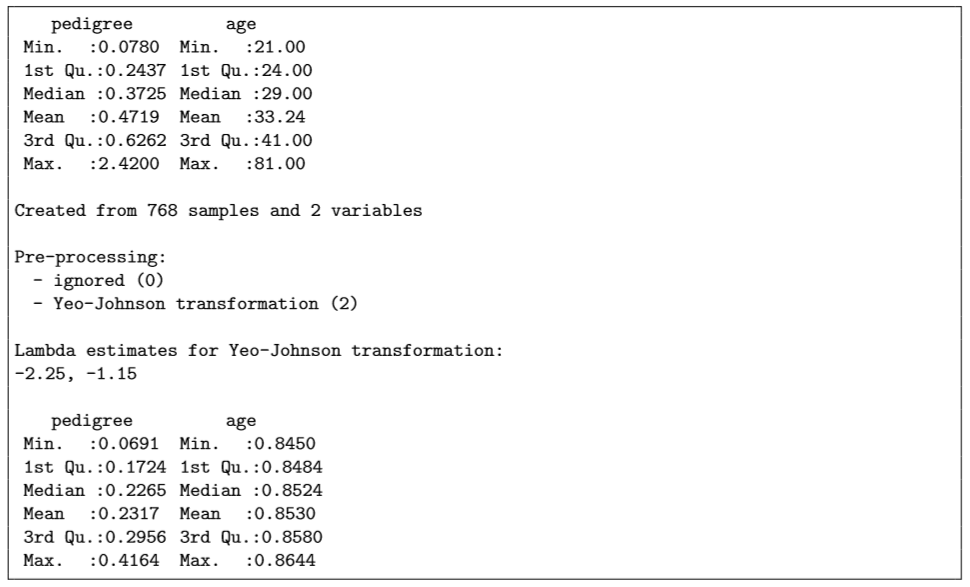 pedigree age
Min. :0.0780 Min. :21.00
1st Qu.:0.2437 1st Qu.:24.00
Median :0.3725 Median :29.00
Mean :0.4719 Mean :33.24
3rd Qu.:0.6262 3rd Qu.:41.00
Max. :2.4200 Max. :81.00
Created from 768 samples and 2 variables
Pre-processing:
- ignored (0)
- Yeo-Johnson transformation (2)
Lambda estimates for Yeo-Johnson transformation:
-2.25, -1.15
pedigree age
Min. :0.0691 Min. :0.8450
1st Qu.:0.1724 1st Qu.:0.8484
Median :0.2265 Median :0.8524
Mean :0.2317 Mean :0.8530
3rd Qu.:0.2956 3rd Qu.:0.8580
Max. :0.4164 Max. :0.8644